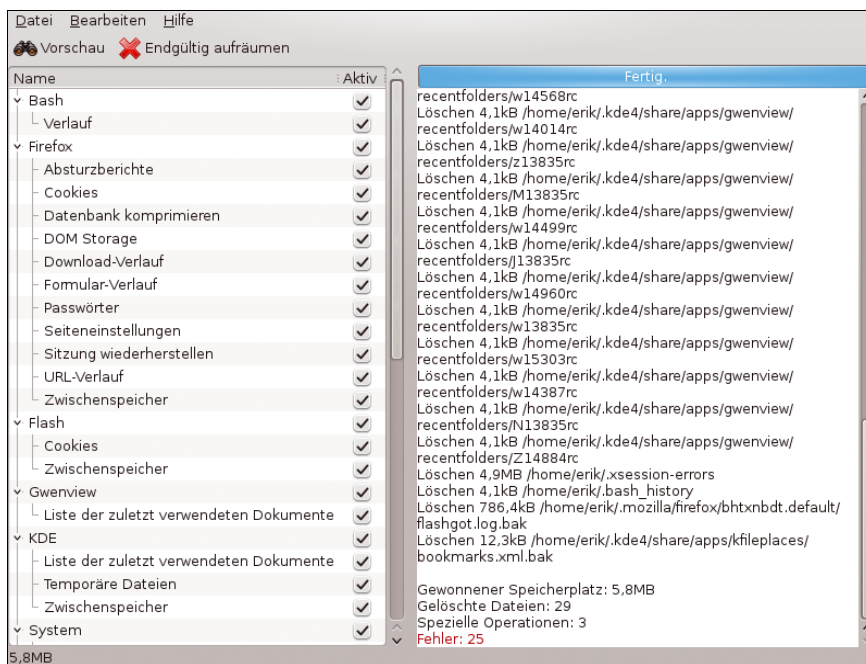 Datei Bearbeiten Hilfe
Vorschau Endgültig aufräumen
Name Aktiv
Bash
Verlauf
Firefox
Absturzberichte
Cookies
Datenbank komprimieren
DOM Storage
Download-Verlauf
Formular-Verlauf
Passwörter
Seiteneinstellungen
Sitzung wiederherstellen
URL-Verlauf
Zwischenspeicher
Flash
Cookies
Zwischenspeicher
Gwenview
Liste der zuletzt verwendeten Dokumente
KDE
Liste der zuletzt verwendeten Dokumente
Temporäre Dateien
Zwischenspeicher
System
Fertig.
recentfolders/w14568rc
Löschen 4,1kB /home/erik/.kde4/share/apps/gwenview/
recentfolders/w14014rc
Löschen 4,1kB /home/erik/.kde4/share/apps/gwenview/
recentfolders/z13835rc
Löschen 4,1kB /home/erik/.kde4/share/apps/gwenview/
recentfolders/M13835rc
Löschen 4,1kB /home/erik/.kde4/share/apps/gwenview/
recentfolders/w14499rc
Löschen 4,1kB /home/erik/.kde4/share/apps/gwenview/
recentfolders/J13835rc
Löschen 4,1kB /home/erik/.kde4/share/apps/gwenview/
recentfolders/w14960rc
Löschen 4,1kB /home/erik/.kde4/share/apps/gwenview/
recentfolders/w13835rc
Löschen 4,1kB /home/erik/.kde4/share/apps/gwenview/
recentfolders/w15303rc
Löschen 4,1kB /home/erik/.kde4/share/apps/gwenview/
recentfolders/w14387rc
Löschen 4,1kB /home/erik/.kde4/share/apps/gwenview/
recentfolders/N13835rc
Löschen 4,1kB /home/erik/.kde4/share/apps/gwenview/
recentfolders/Z14884rc
Löschen 4,9MB /home/erik/.xsession-errors
Löschen 4,1kB /home/erik/.bash_history
Löschen 786,4kB /home/erik/.mozilla/firefox/bhtxnbdt.default/
flashgot.log.bak
Löschen 12,3kB /home/erik/.kde4/share/apps/kfileplaces/
bookmarks.xml.bak
Gewonnener Speicherplatz: 5,8MB
Gelöschte Dateien: 29
Spezielle Operationen: 3
Fehler: 25
5,8MB